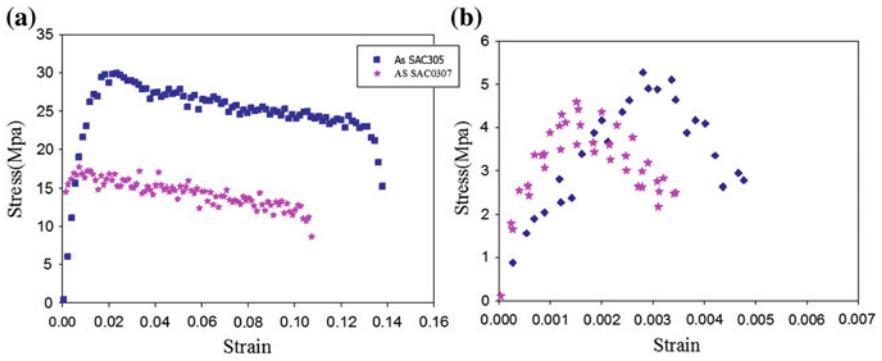 (a)
Stress(Mpa)
35
30
25
20
15
10
5
0
0.00 0.02 0.04 0.06 0.08 0.10 0.12 0.14 0.16
Strain
As SAC305
AS SAC0307
(b)
Stress(Mpa)
6
5
4
3
2
1
0
0.000 0.001 0.002 0.003 0.004 0.005 0.006 0.007
Strain